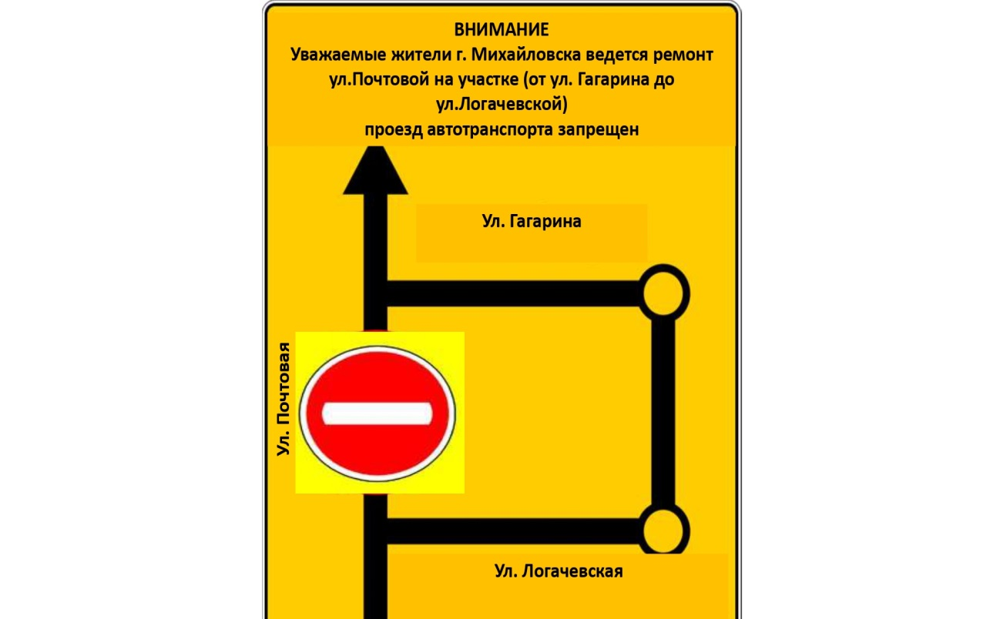 ВНИМАНИЕ
Уважаемые жители г. Михайловска ведется ремонт
ул.Почтовой на участке (от ул. Гагарина до
ул.Логачевской)
проезд автотранспорта запрещен
Ул. Гагарина
Ул. Почтовая
Ул. Логачевская